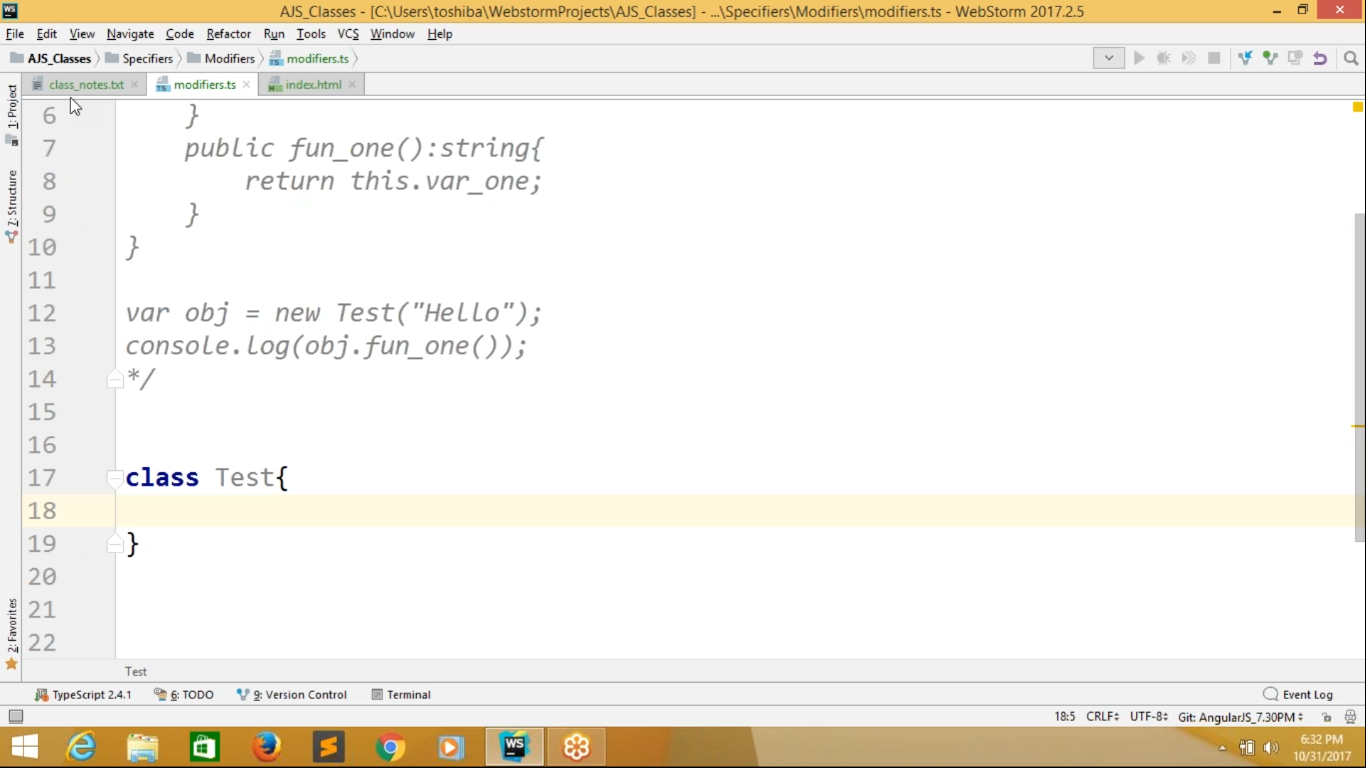 WS AJS_Classes - [C:\Users\toshiba\WebstormProjects\AJS_Classes] - ...\Specifiers\Modifiers\modifiers.ts - WebStorm 2017.2.5
File Edit View Navigate Code Refactor Run Tools VCS Window Help
AJS_Classes Specifiers Modifiers modifiers.ts
class_notes.txt modifiers.ts index.html
1: Project
7: Structure
2: Favorites
6 }
7 public fun_one():string{
8 return this.var_one;
9 }
10 }
11
12 var obj = new Test("Hello");
13 console.log(obj.fun_one());
14 */
15
16
17 class Test{
18
19 }
20
21
22
Test
TypeScript 2.4.1 6: TODO 9: Version Control Terminal Event Log
18:5 CRLF UTF-8 Git: AngularJS_7.30PM
WS 6:32 PM
10/31/2017